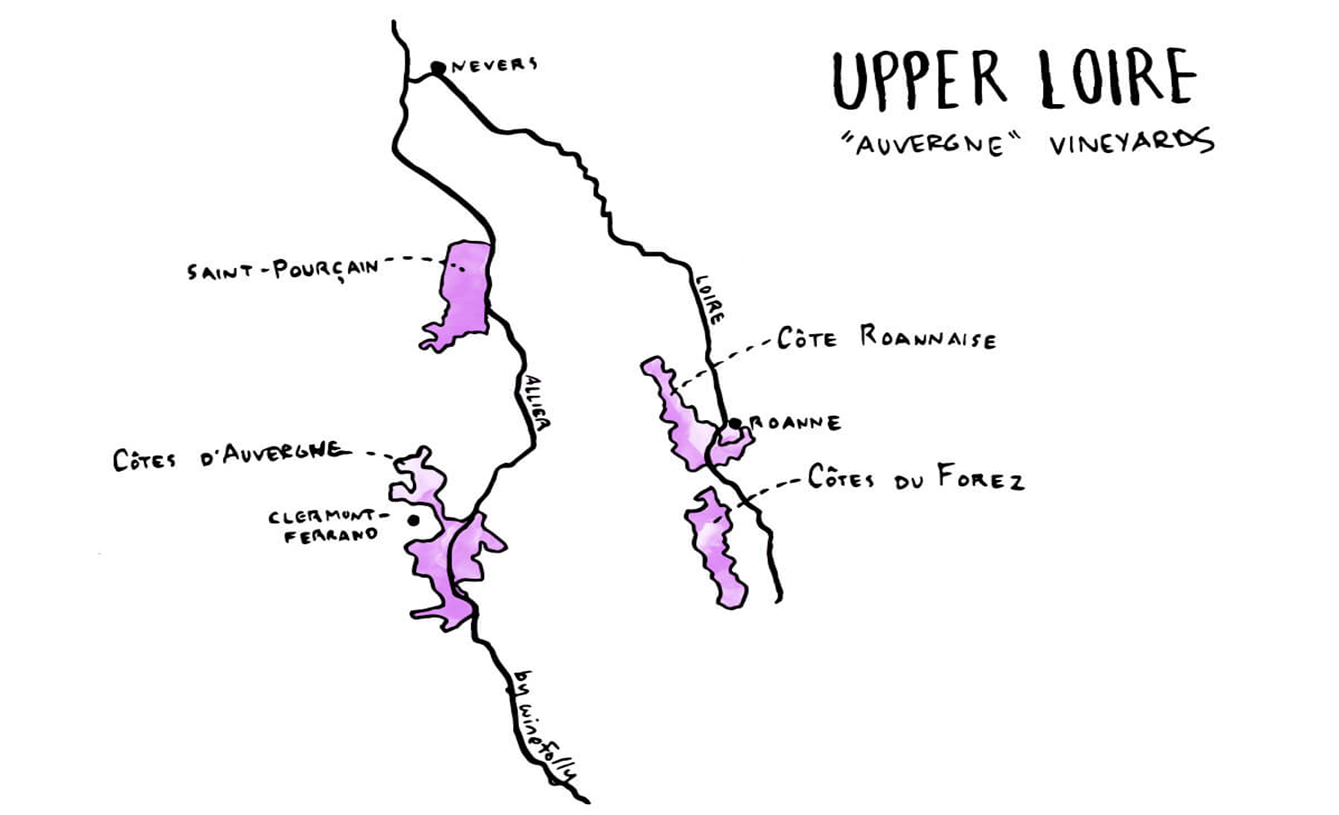 NEVERS
UPPER LOIRE
"AUVERGNE" VINEYARDS
SAINT-POURÇAIN
LOIRE
CÔTE ROANNAISE
ALLIER
ROANNE
CÔTES D'AUVERGNE
CÔTES DU FOREZ
CLERMONT-
FERRAND
by winefolly